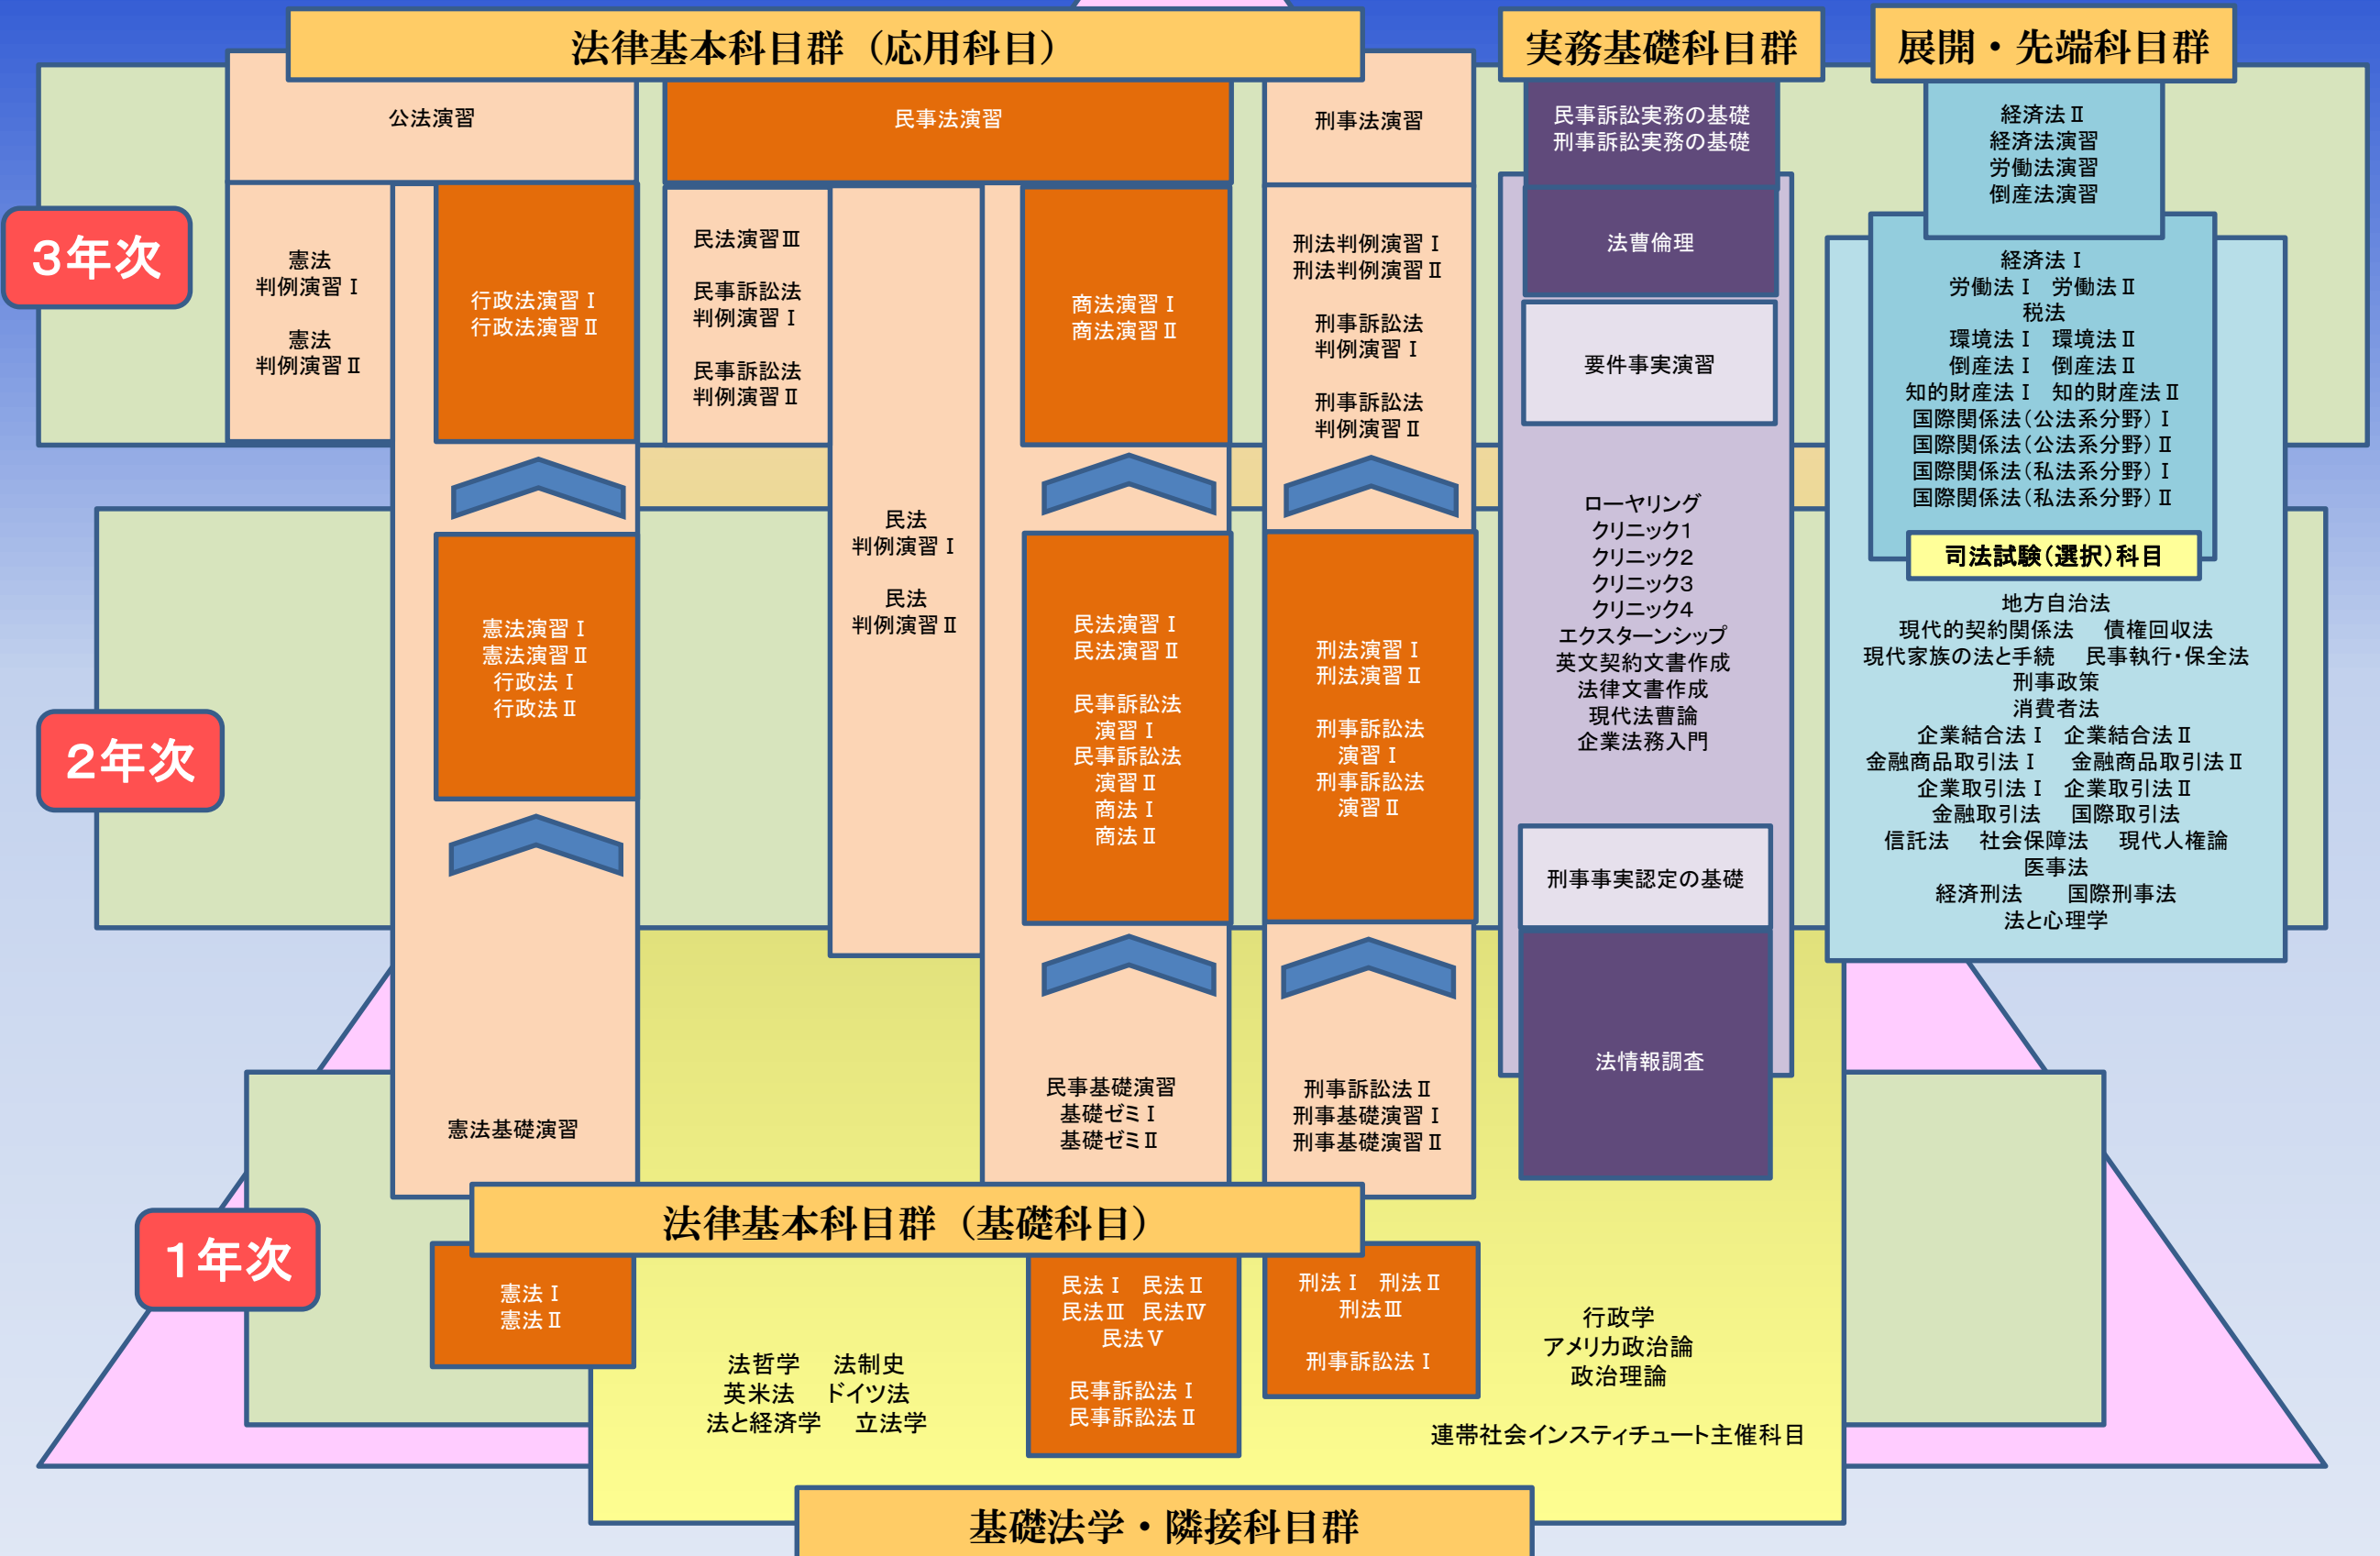 法律基本科目群（応用科目）
実務基礎科目群
展開・先端科目群
３年次
公法演習
憲法
判例演習Ⅰ
憲法
判例演習Ⅱ
行政法演習Ⅰ
行政法演習Ⅱ
民事法演習
民法演習Ⅲ
民事訴訟法
判例演習Ⅰ
民事訴訟法
判例演習Ⅱ
商法演習Ⅰ
商法演習Ⅱ
刑事法演習
刑法判例演習Ⅰ
刑法判例演習Ⅱ
刑事訴訟法
判例演習Ⅰ
刑事訴訟法
判例演習Ⅱ
民事訴訟実務の基礎
刑事訴訟実務の基礎
法曹倫理
要件事実演習
経済法Ⅱ
経済法演習
労働法演習
倒産法演習
経済法Ⅰ
労働法Ⅰ　労働法Ⅱ
税法
環境法Ⅰ　環境法Ⅱ
倒産法Ⅰ　倒産法Ⅱ
知的財産法Ⅰ　知的財産法Ⅱ
国際関係法（公法系分野）Ⅰ
国際関係法（公法系分野）Ⅱ
国際関係法（私法系分野）Ⅰ
国際関係法（私法系分野）Ⅱ
司法試験（選択）科目
２年次
憲法演習Ⅰ
憲法演習Ⅱ
行政法Ⅰ
行政法Ⅱ
民法
判例演習Ⅰ
民法
判例演習Ⅱ
民法演習Ⅰ
民法演習Ⅱ
民事訴訟法
演習Ⅰ
民事訴訟法
演習Ⅱ
商法Ⅰ
商法Ⅱ
刑法演習Ⅰ
刑法演習Ⅱ
刑事訴訟法
演習Ⅰ
刑事訴訟法
演習Ⅱ
ローヤリング
クリニック1
クリニック2
クリニック3
クリニック4
エクスターンシップ
英文契約文書作成
法律文書作成
現代法曹論
企業法務入門
刑事事実認定の基礎
法情報調査
地方自治法
現代的契約関係法　債権回収法
現代家族の法と手続　民事執行・保全法
刑事政策
消費者法
企業結合法Ⅰ　企業結合法Ⅱ
金融商品取引法Ⅰ　金融商品取引法Ⅱ
企業取引法Ⅰ　企業取引法Ⅱ
金融取引法　国際取引法
信託法　社会保障法　現代人権論
医事法
経済刑法　国際刑事法
法と心理学
憲法基礎演習
民事基礎演習
基礎ゼミⅠ
基礎ゼミⅡ
刑事訴訟法Ⅱ
刑事基礎演習Ⅰ
刑事基礎演習Ⅱ
法律基本科目群（基礎科目）
１年次
憲法Ⅰ
憲法Ⅱ
法哲学　法制史
英米法　ドイツ法
法と経済学　立法学
民法Ⅰ　民法Ⅱ
民法Ⅲ　民法Ⅳ
民法Ⅴ
民事訴訟法Ⅰ
民事訴訟法Ⅱ
刑法Ⅰ　刑法Ⅱ
刑法Ⅲ
刑事訴訟法Ⅰ
行政学
アメリカ政治論
政治理論
連帯社会インスティチュート主催科目
基礎法学・隣接科目群